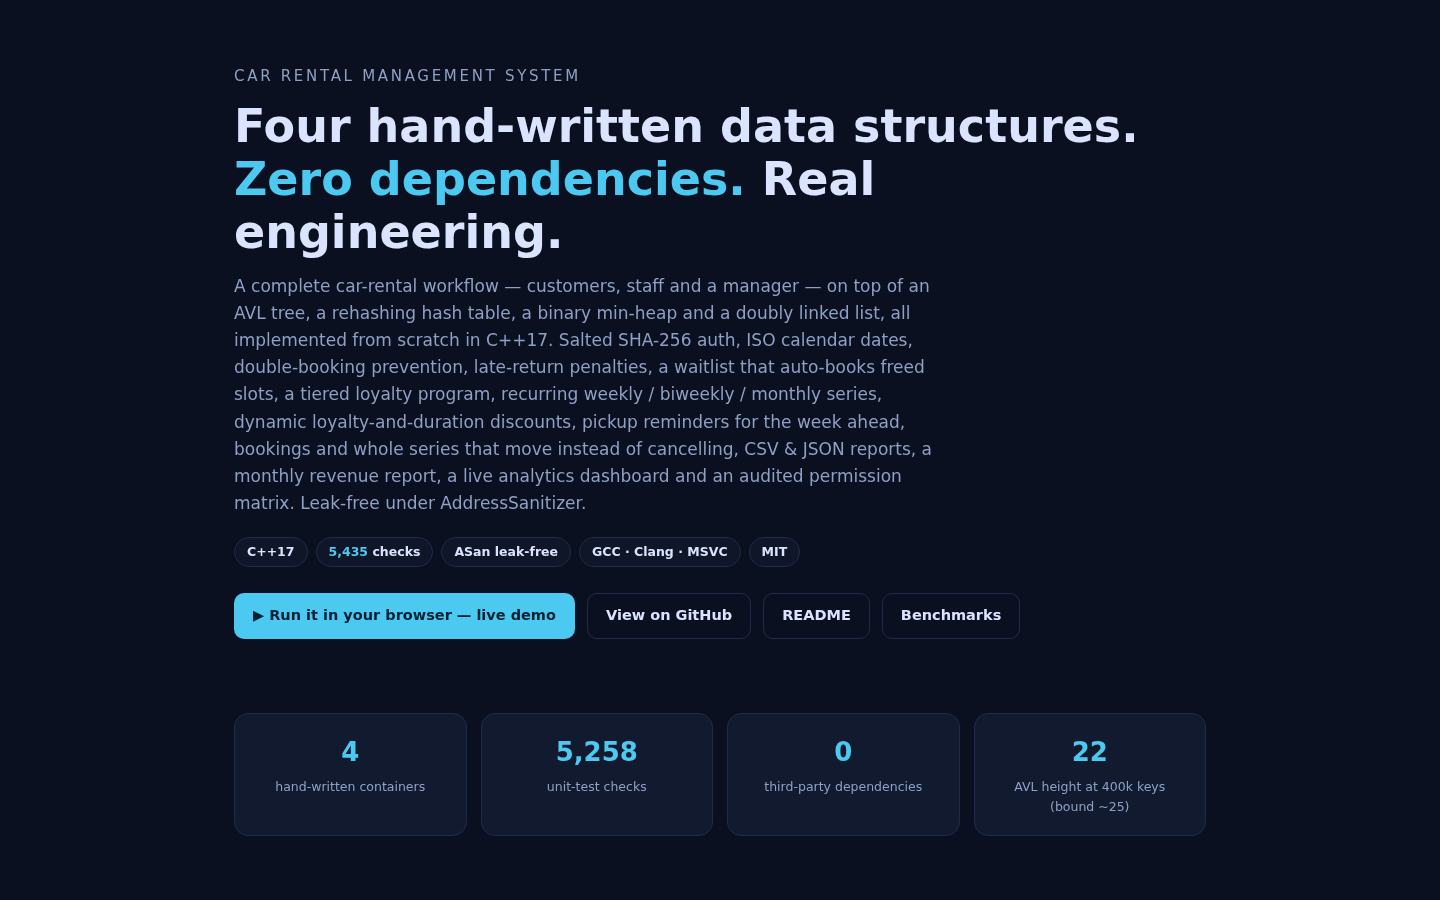 CAR RENTAL MANAGEMENT SYSTEM
Four hand-written data structures.
Zero dependencies. Real
engineering.
A complete car-rental workflow — customers, staff and a manager — on top of an
AVL tree, a rehashing hash table, a binary min-heap and a doubly linked list, all
implemented from scratch in C++17. Salted SHA-256 auth, ISO calendar dates,
double-booking prevention, late-return penalties, a waitlist that auto-books freed
slots, a tiered loyalty program, recurring weekly / biweekly / monthly series,
dynamic loyalty-and-duration discounts, pickup reminders for the week ahead,
bookings and whole series that move instead of cancelling, CSV & JSON reports, a
monthly revenue report, a live analytics dashboard and an audited permission
matrix. Leak-free under AddressSanitizer.
C++17 5,435 checks ASan leak-free GCC · Clang · MSVC MIT
▶ Run it in your browser — live demo View on GitHub README Benchmarks
4 5,258 0 22
hand-written containers unit-test checks third-party dependencies AVL height at 400k keys
(bound ~25)